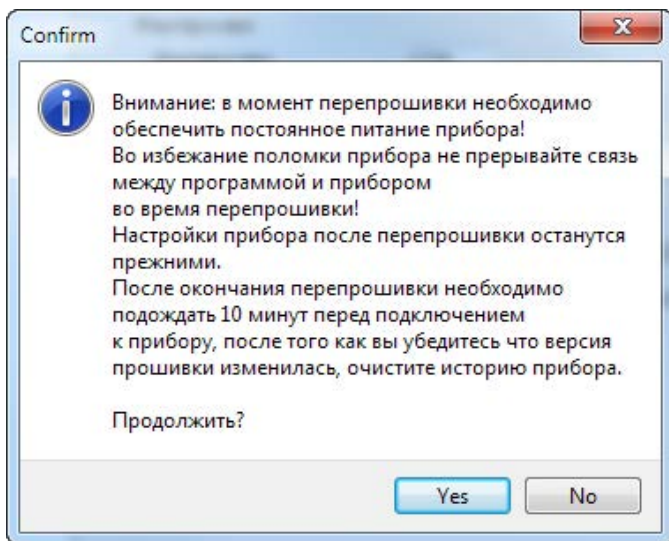 Confirm
Внимание: в момент перепрошивки необходимо
обеспечить постоянное питание прибора!
Во избежание поломки прибора не прерывайте связь
между программой и прибором
во время перепрошивки!
Настройки прибора после перепрошивки останутся
прежними.
После окончания перепрошивки необходимо
подождать 10 минут перед подключением
к прибору, после того как вы убедитесь что версия
прошивки изменилась, очистите историю прибора.
Продолжить?
Yes No